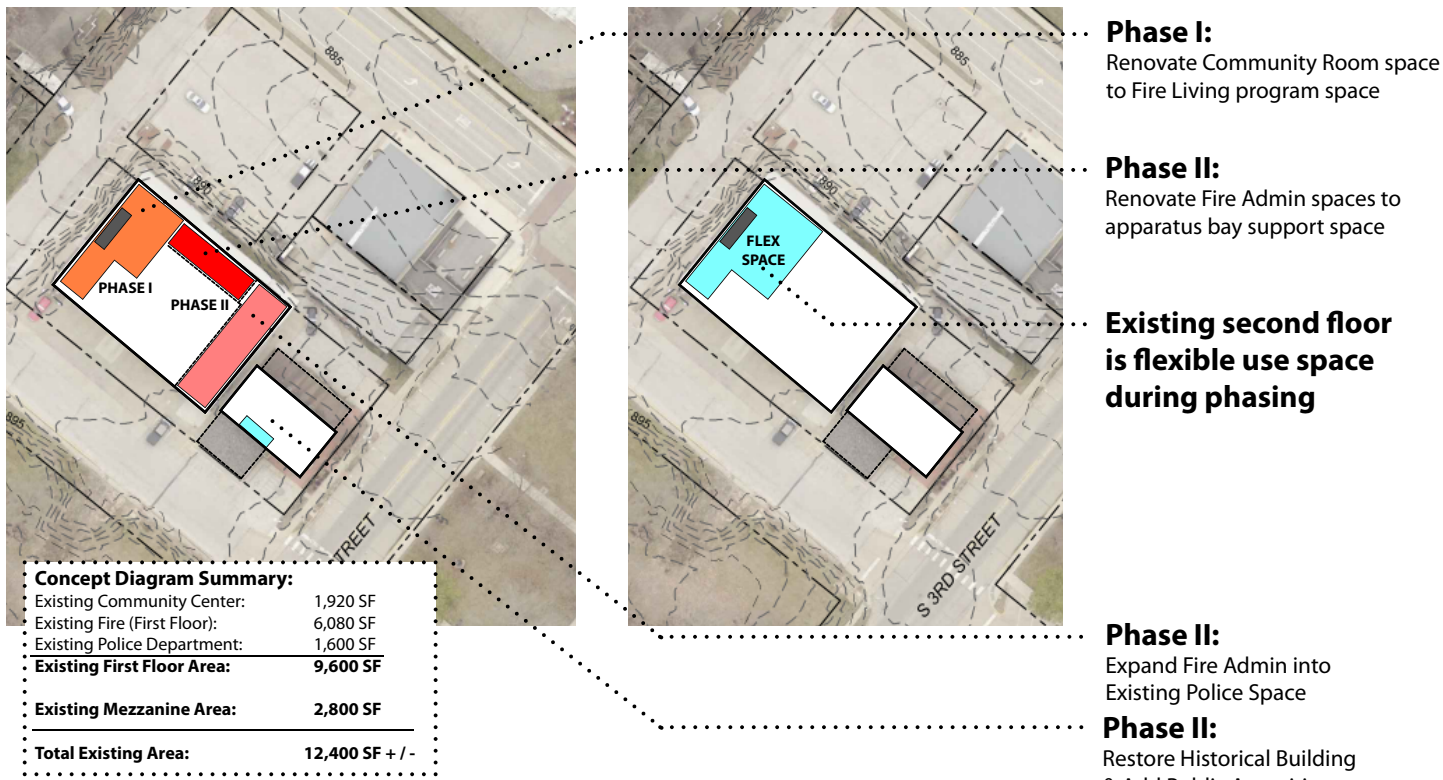 885
890
PHASE I
PHASE II
895
TREET
Concept Diagram Summary:
Existing Community Center: 1,920 SF
Existing Fire (First Floor): 6,080 SF
Existing Police Department: 1,600 SF
Existing First Floor Area: 9,600 SF
Existing Mezzanine Area: 2,800 SF
Total Existing Area: 12,400 SF + / -
885
890
FLEX
SPACE
S 3RD STREET
Phase I:
Renovate Community Room space
to Fire Living program space
Phase II:
Renovate Fire Admin spaces to
apparatus bay support space
Existing second floor
is flexible use space
during phasing
Phase II:
Expand Fire Admin into
Existing Police Space
Phase II:
Restore Historical Building